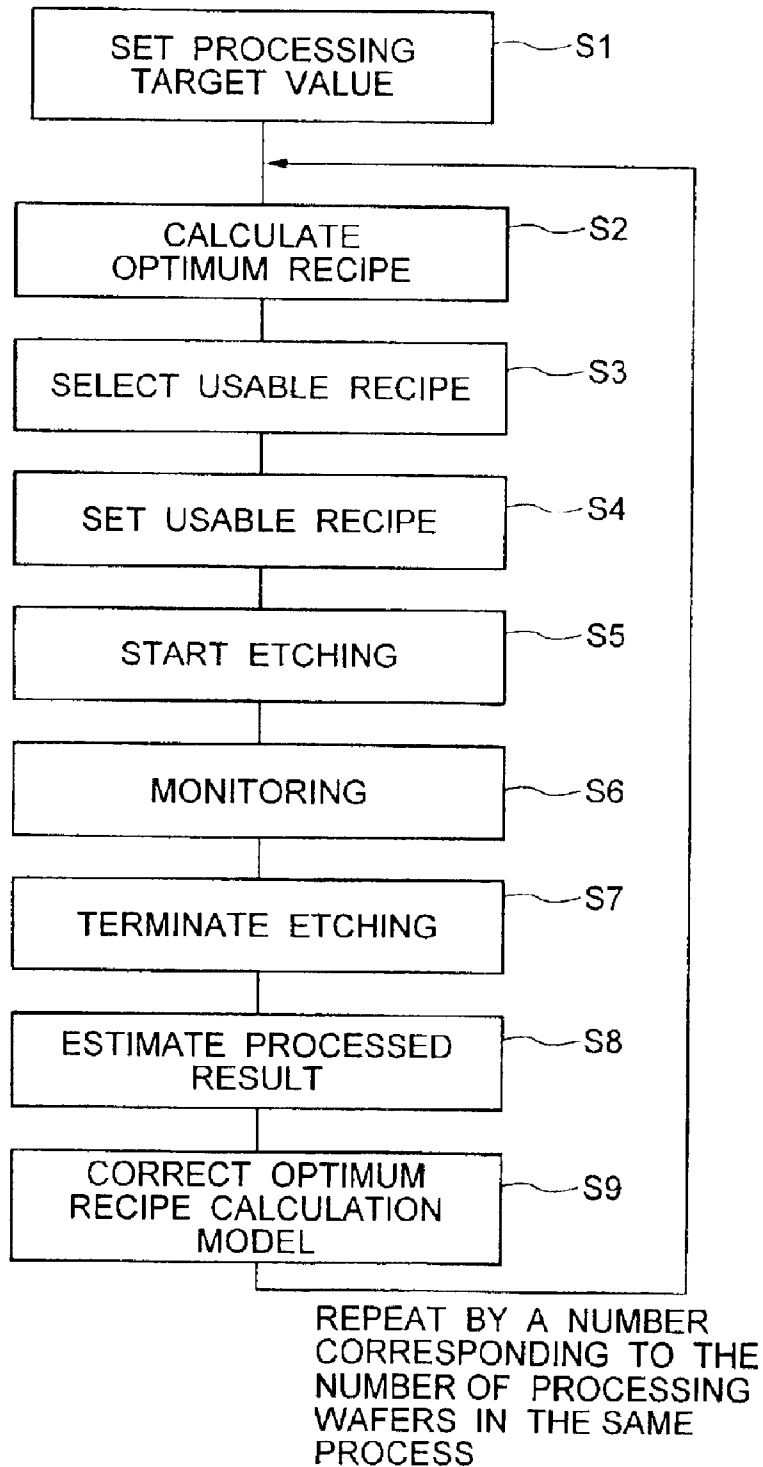 SET PROCESSING
TARGET VALUE
S1
CALCULATE
OPTIMUM RECIPE
S2
SELECT USABLE RECIPE
S3
SET USABLE RECIPE
S4
START ETCHING
S5
MONITORING
S6
TERMINATE ETCHING
S7
ESTIMATE PROCESSED
RESULT
S8
CORRECT OPTIMUM
RECIPE CALCULATION
MODEL
S9
REPEAT BY A NUMBER
CORRESPONDING TO THE
NUMBER OF PROCESSING
WAFERS IN THE SAME
PROCESS